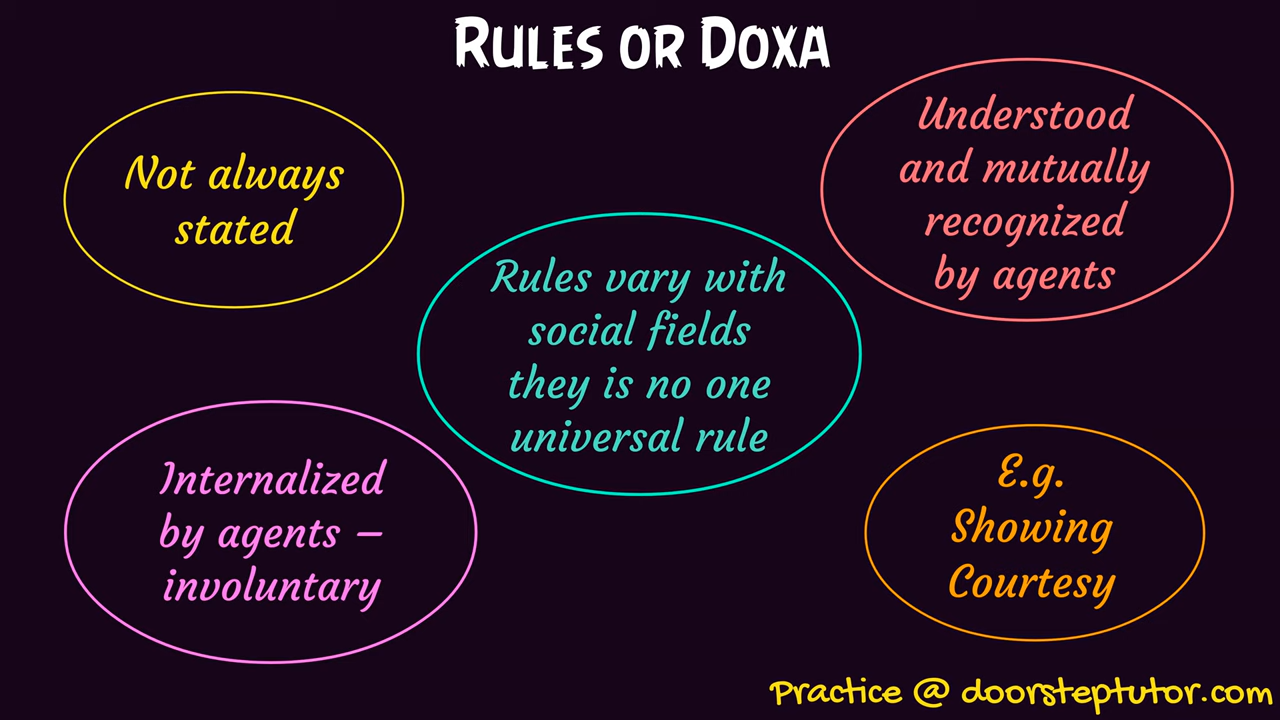 Rules or Doxa
Not always
stated
Understood
and mutually
recognized
by agents
Rules vary with
social fields
they is no one
universal rule
Internalized
by agents –
involuntary
E.g.
Showing
Courtesy
Practice @ doorsteptutor.com